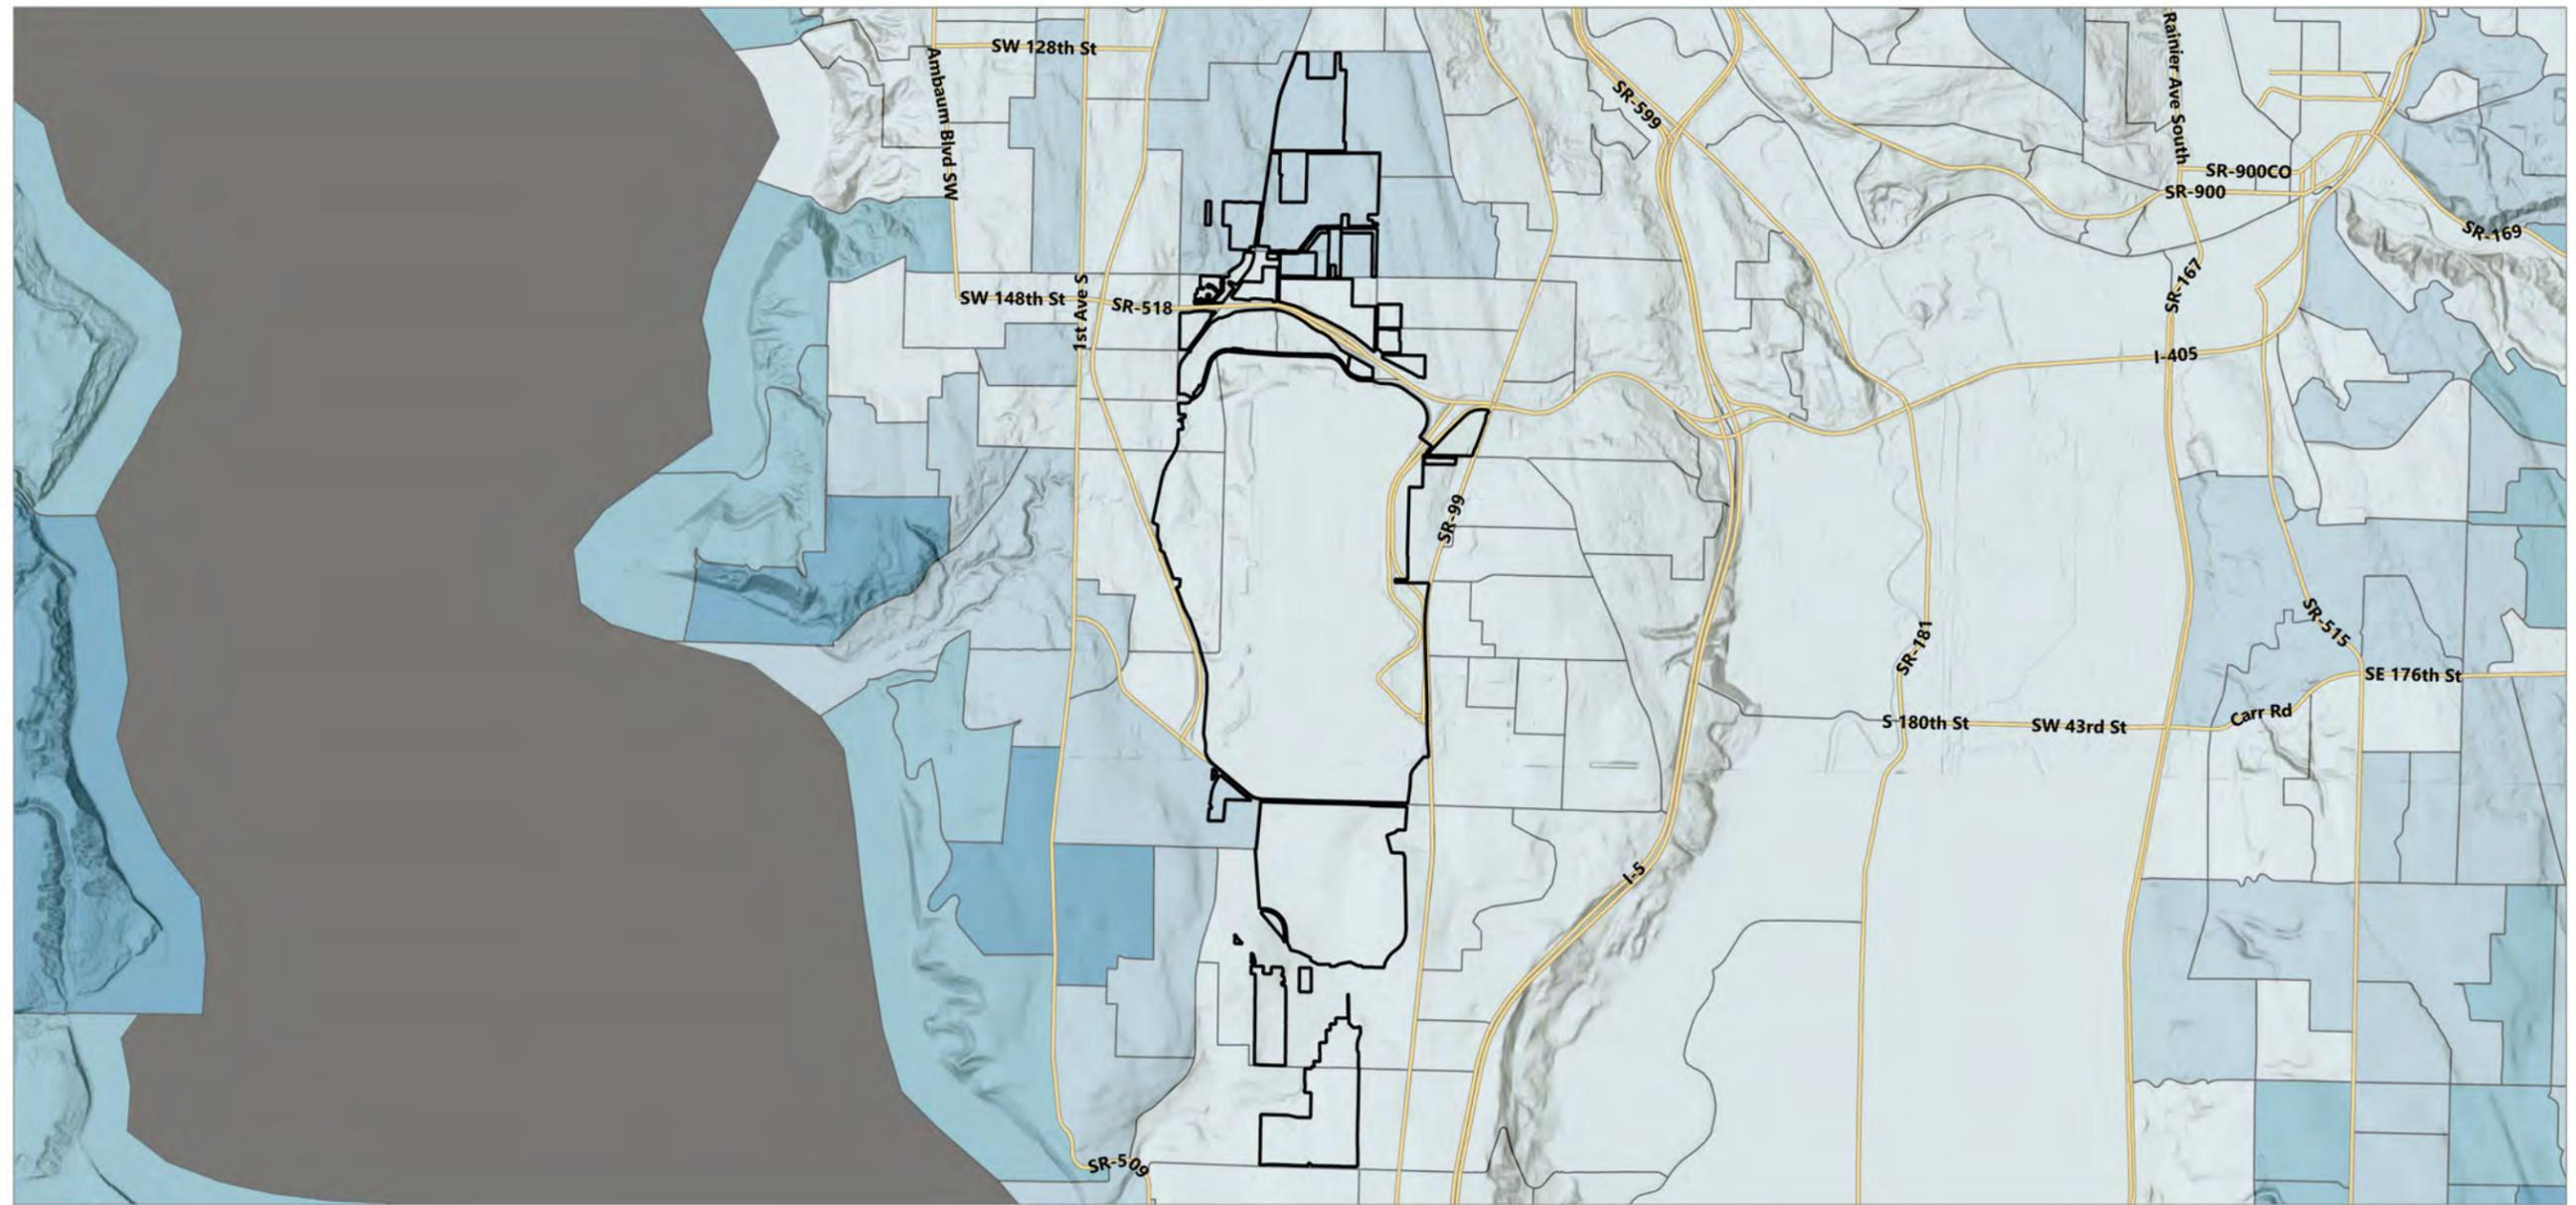 SW 128th St
Ambaum Blvd SW
SR-599
Rainier Ave South
SR-900CO
SR-900
SR-169
SW 148th St
1st Ave S
SR-518
SR-167
I-405
SR-99
SR-515
SR-181
SE 176th St
S 180th St
SW 43rd St
Carr Rd
I-5
SR-509